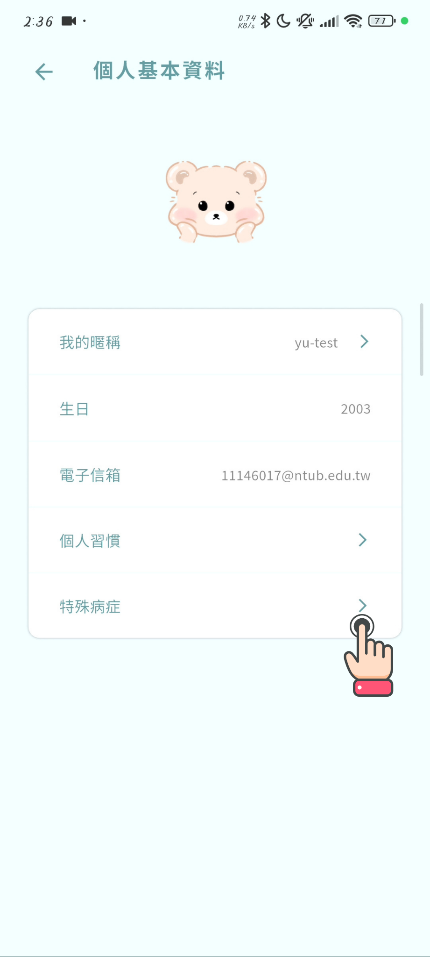 2:36
0.74
KB/s
77
個人基本資料
我的暱稱 yu-test
生日 2003
電子信箱 11146017@ntub.edu.tw
個人習慣
特殊病症